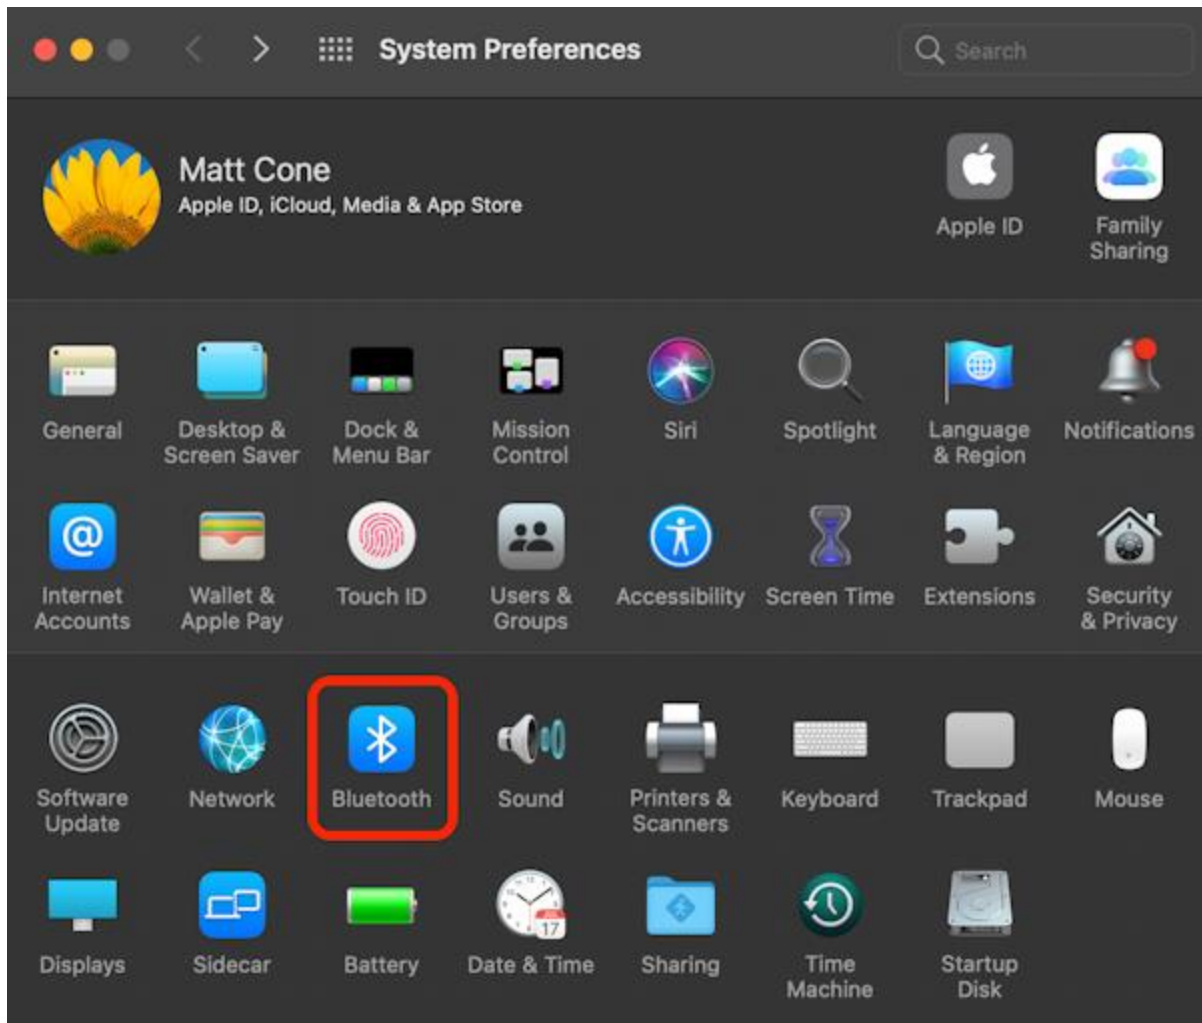 System Preferences
Search
Matt Cone
Apple ID, iCloud, Media & App Store
Apple ID
Family
Sharing
General
Desktop &
Screen Saver
Dock &
Menu Bar
Mission
Control
Siri
Spotlight
Language
& Region
Notifications
@
Internet
Accounts
Wallet &
Apple Pay
Touch ID
Users &
Groups
Accessibility
Screen Time
Extensions
Security
& Privacy
Software
Update
Network
Bluetooth
Sound
Printers &
Scanners
Keyboard
Trackpad
Mouse
Displays
Sidecar
Battery
17
Date & Time
Sharing
Time
Machine
Startup
Disk